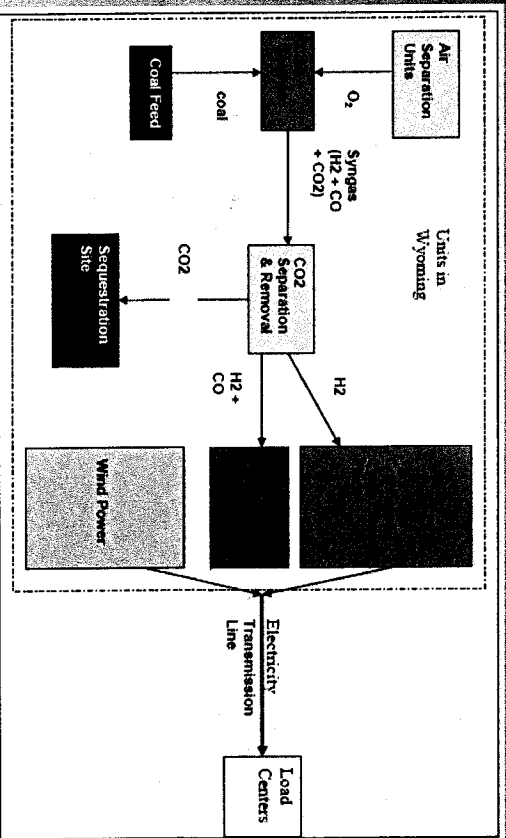 Air
Separation
Units
O₂
Coal Feed
coal
Syngas
(H2 + CO
+ CO2)
Units in
Wyoming
CO2
Separation
& Removal
CO2
Sequestration
Site
H2
H2 +
CO
Wind Power
Electricity
Transmission
Line
Load
Centers